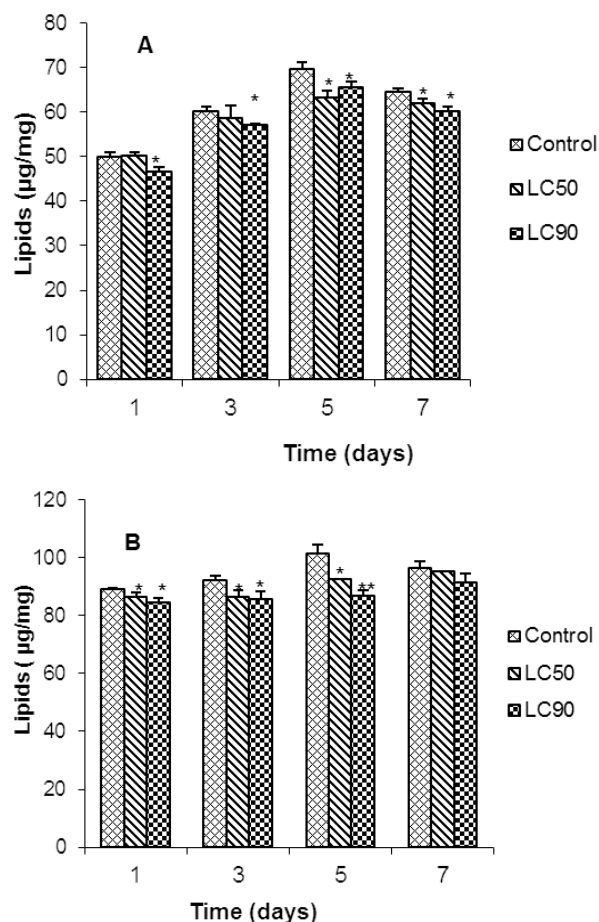 A
80
70
60
50
40
30
20
10
0
Lipids (µg/mg)
*
*
*
*
*
*
1 3 5 7
Time (days)
Control
LC50
LC90
B
120
100
80
60
40
20
0
Lipids ( µg/mg)
* *
* *
*
**
1 3 5 7
Time (days)
Control
LC50
LC90